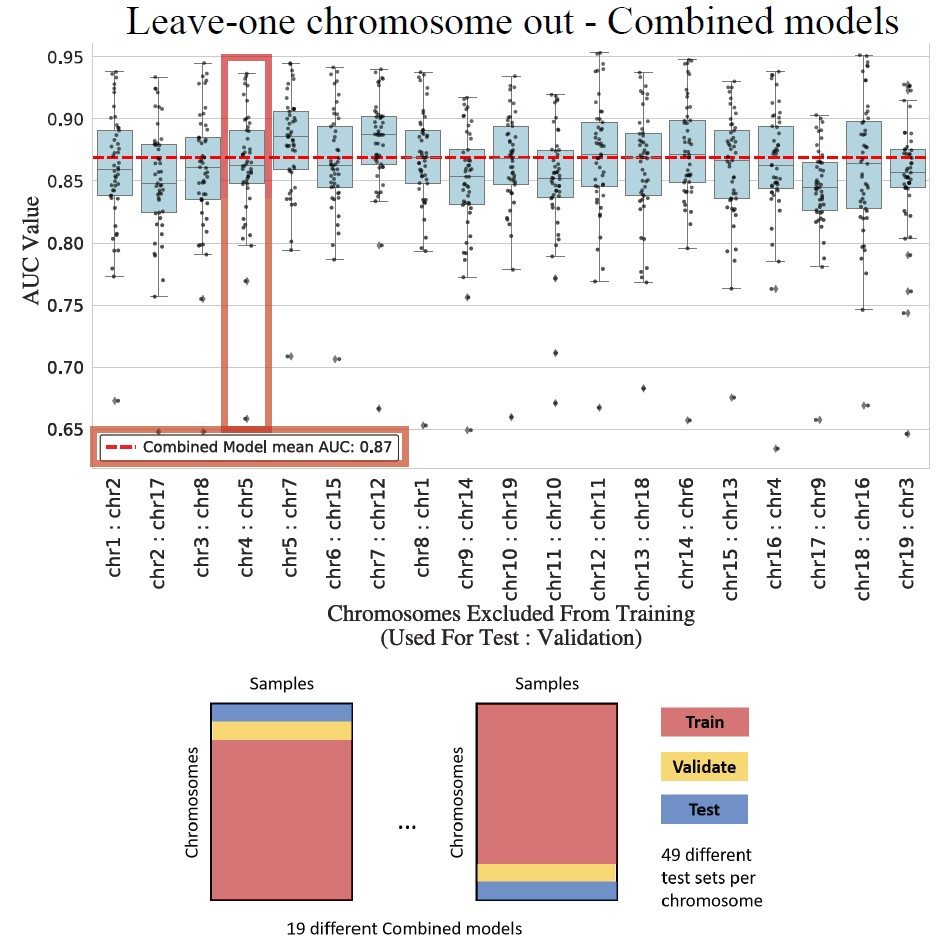 Leave-one chromosome out - Combined models
AUC Value
0.95
0.90
0.85
0.80
0.75
0.70
0.65
Combined Model mean AUC: 0.87
chr1 : chr2
chr2 : chr17
chr3 : chr8
chr4 : chr5
chr5 : chr7
chr6 : chr15
chr7 : chr12
chr8 : chr1
chr9 : chr14
chr10 : chr19
chr11 : chr10
chr12 : chr11
chr13 : chr18
chr14 : chr6
chr15 : chr13
chr16 : chr4
chr17 : chr9
chr18 : chr16
chr19 : chr3
Chromosomes Excluded From Training
(Used For Test : Validation)
Samples
Chromosomes
...
Samples
Chromosomes
Train
Validate
Test
49 different
test sets per
chromosome
19 different Combined models